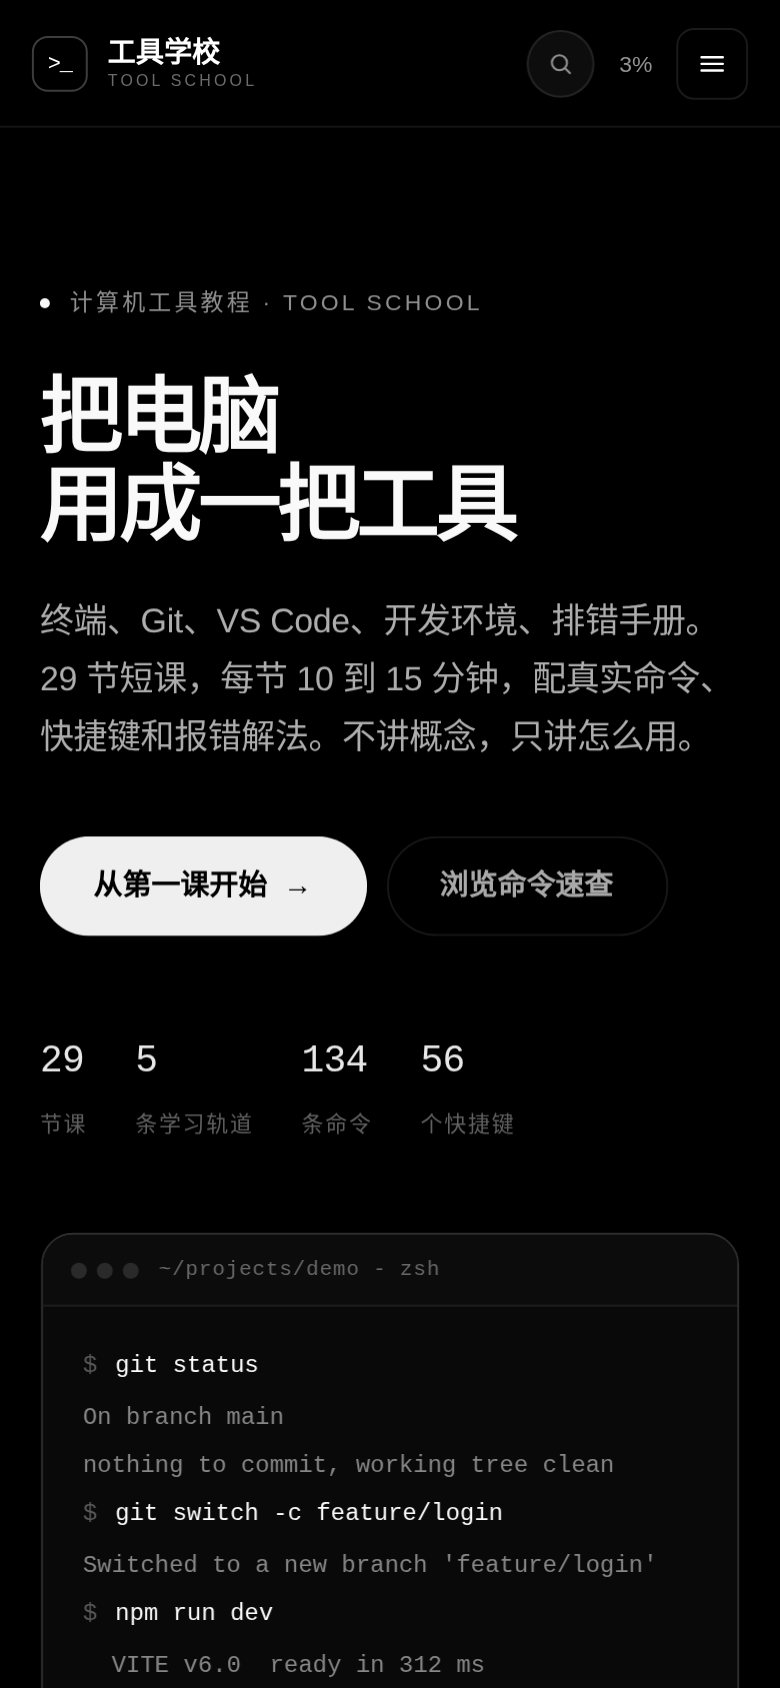 >_
工具学校
TOOL SCHOOL
3%
计算机工具教程 · TOOL SCHOOL
把电脑
用成一把工具
终端、Git、VS Code、开发环境、排错手册。
29 节短课，每节 10 到 15 分钟，配真实命令、
快捷键和报错解法。不讲概念，只讲怎么用。
从第一课开始 →
浏览命令速查
29 5 134 56
节课 条学习轨道 条命令 个快捷键
~/projects/demo - zsh
$ git status
On branch main
nothing to commit, working tree clean
$ git switch -c feature/login
Switched to a new branch 'feature/login'
$ npm run dev
VITE v6.0  ready in 312 ms